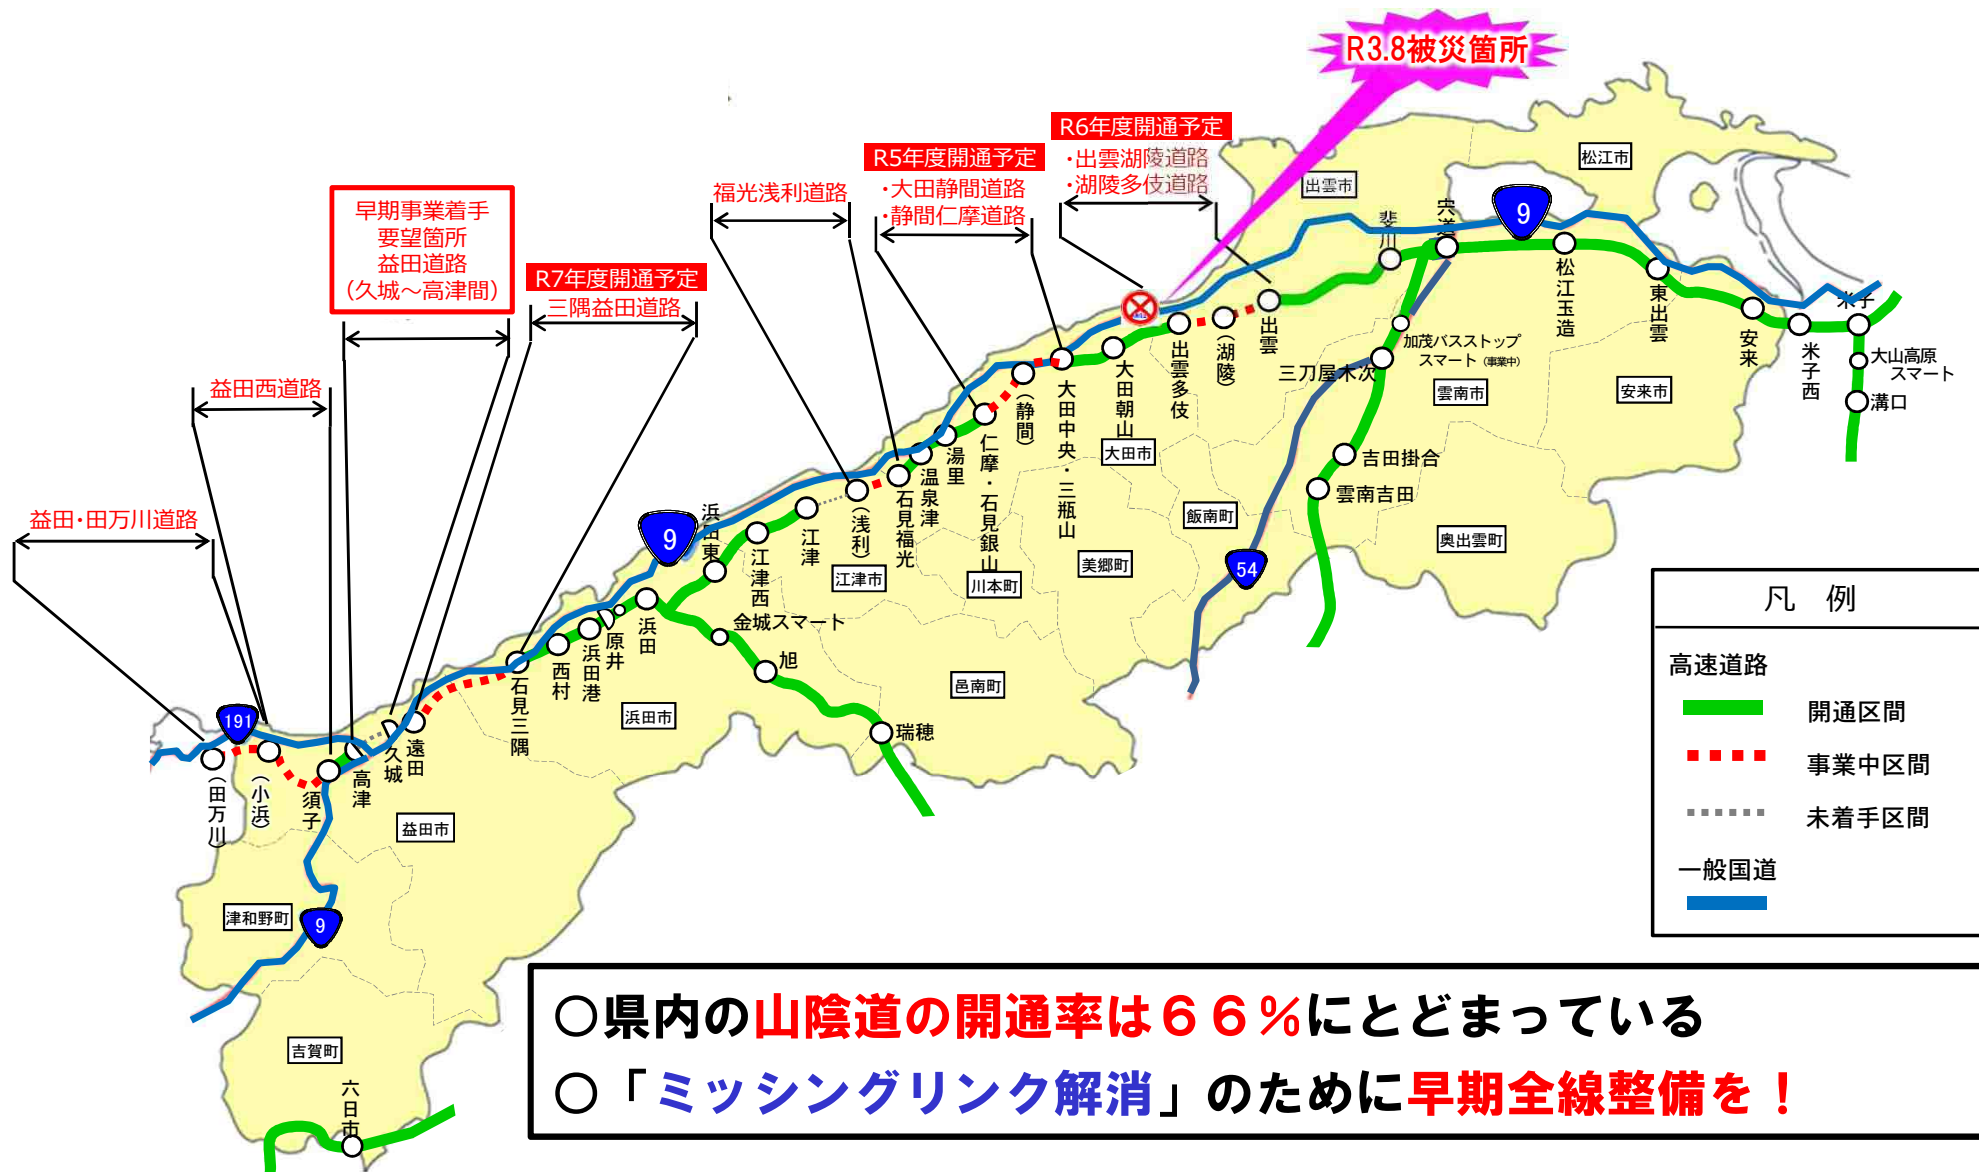 R3.8被災箇所
R6年度開通予定
・出雲湖陵道路
・湖陵多伎道路
R5年度開通予定
・大田静間道路
・静間仁摩道路
福光浅利道路
早期事業着手
要望箇所
益田道路
（久城～高津間）
R7年度開通予定
三隅益田道路
益田西道路
益田・田万川道路
松江市
出雲市
9
斐川
宍道
松江玉造
東出雲
安来
米子西
米子
大山高原
スマート
溝口
加茂バスストップ
スマート（事業中）
三刀屋木次
雲南市
安来市
出雲
（湖陵）
出雲多伎
大田朝山
大田中央・三瓶山
（静間）
仁摩・石見銀山
湯里
温泉津
石見福光
（浅利）
江津
江津西
浜田東
9
大田市
吉田掛合
雲南吉田
飯南町
奥出雲町
54
美郷町
川本町
江津市
浜田
原井
浜田港
西村
石見三隅
金城スマート
旭
瑞穂
邑南町
浜田市
遠田
久城
高津
須子
（小浜）
（田万川）
191
益田市
津和野町
9
吉賀町
六日市
凡　例
高速道路
開通区間
事業中区間
未着手区間
一般国道
○県内の山陰道の開通率は６６％にとどまっている
○「ミッシングリンク解消」のために早期全線整備を！